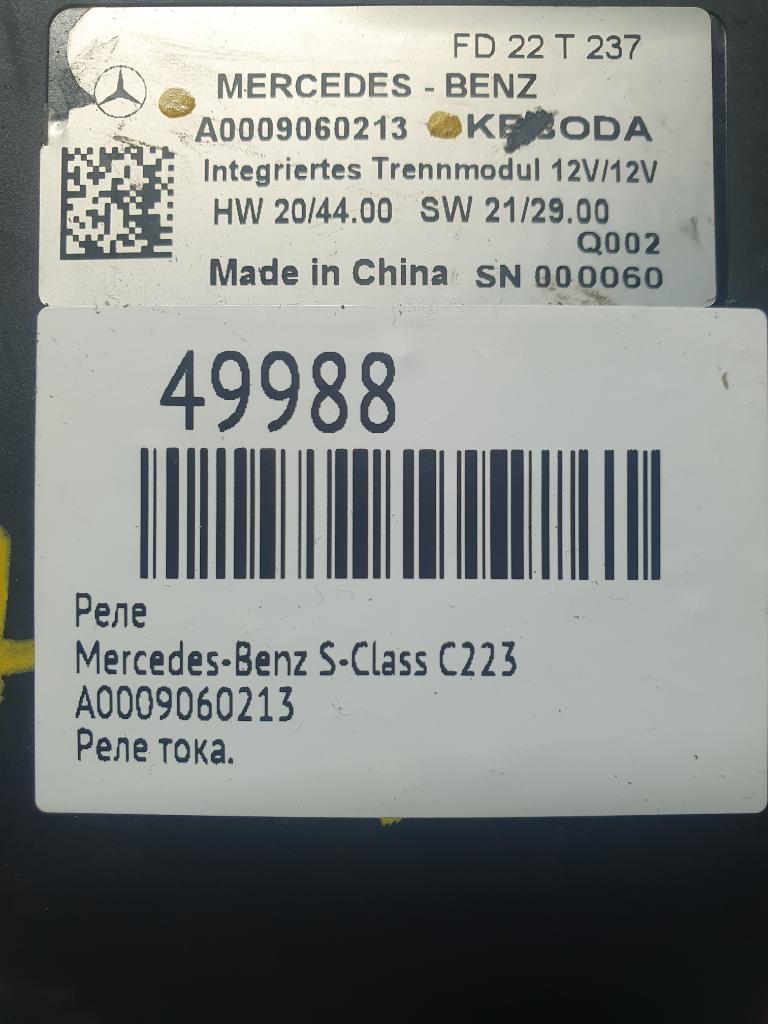 FD 22 T 237
MERCEDES - BENZ
A0009060213
Integriertes Trennmodul 12V/12V
HW 20/44.00 SW 21/29.00
Q002
Made in China SN 000060
49988
Реле
Mercedes-Benz S-Class C223
A0009060213
Реле тока.